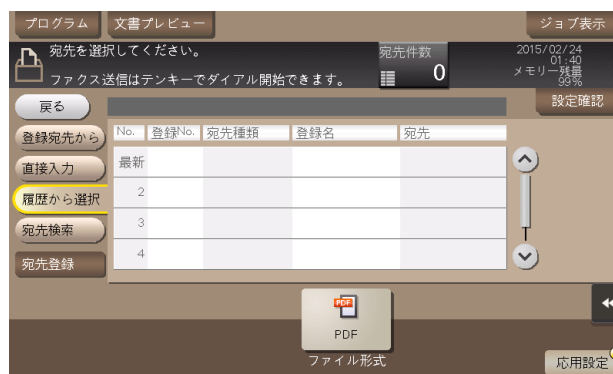 プログラム
文書プレビュー
ジョブ表示
宛先を選択してください。
ファクス送信はテンキーでダイアル開始できます。
宛先件数
0
2015/02/24
01:40
メモリー残量
99%
戻る
設定確認
登録宛先から
直接入力
履歴から選択
宛先検索
宛先登録
No. 登録No. 宛先種類 登録名 宛先
最新
2
3
4
PDF
PDF
ファイル形式
応用設定